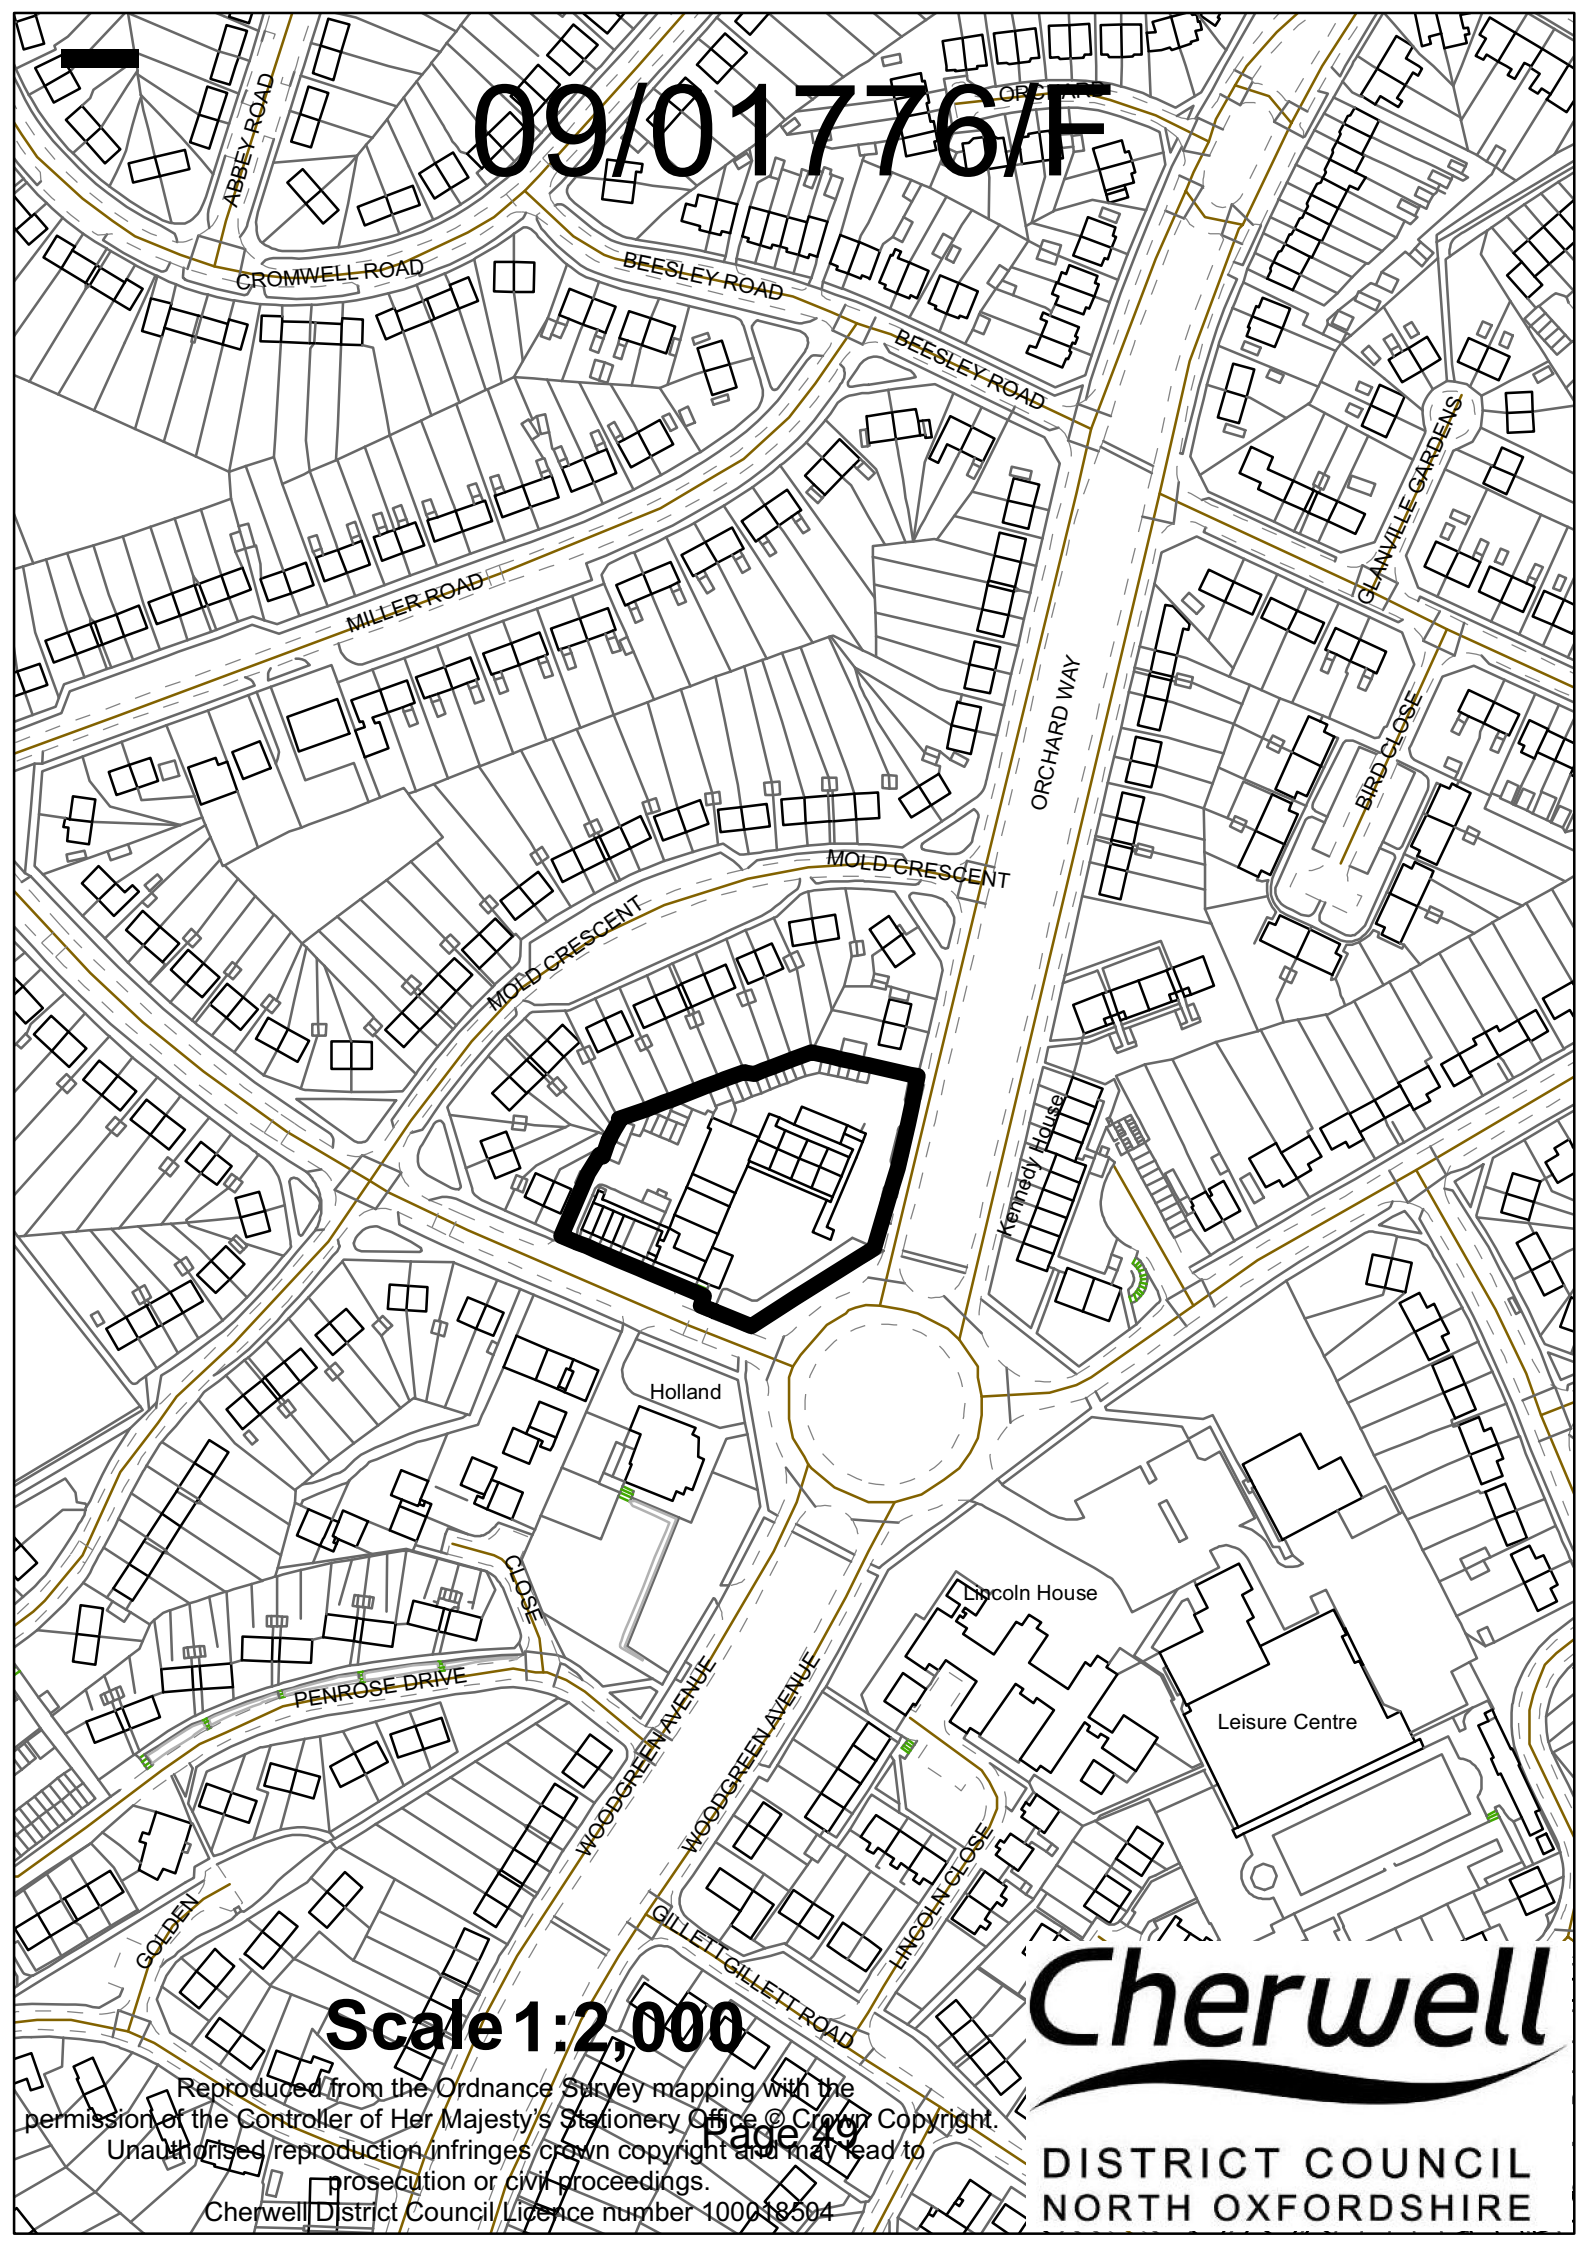 09/01776/F
ORCHARD
ABBEY ROAD
CROMWELL ROAD
BEESLEY ROAD
BEESLEY ROAD
GLANVILLE GARDENS
MILLER ROAD
ORCHARD WAY
BIRD CLOSE
MOLD CRESCENT
MOLD CRESCENT
Kennedy House
Holland
CLOSE
Lincoln House
PENROSE DRIVE
WOODGREEN AVENUE
WOODGREEN AVENUE
Leisure Centre
LINCOLN CLOSE
GOLDEN
GILLETT
GILLETT ROAD
Scale 1:2,000
Reproduced from the Ordnance Survey mapping with the
permission of the Controller of Her Majesty's Stationery Office © Crown Copyright.
Page 49
Unauthorised reproduction infringes crown copyright and may lead to
prosecution or civil proceedings.
Cherwell District Council Licence number 100018504
Cherwell
DISTRICT COUNCIL
NORTH OXFORDSHIRE